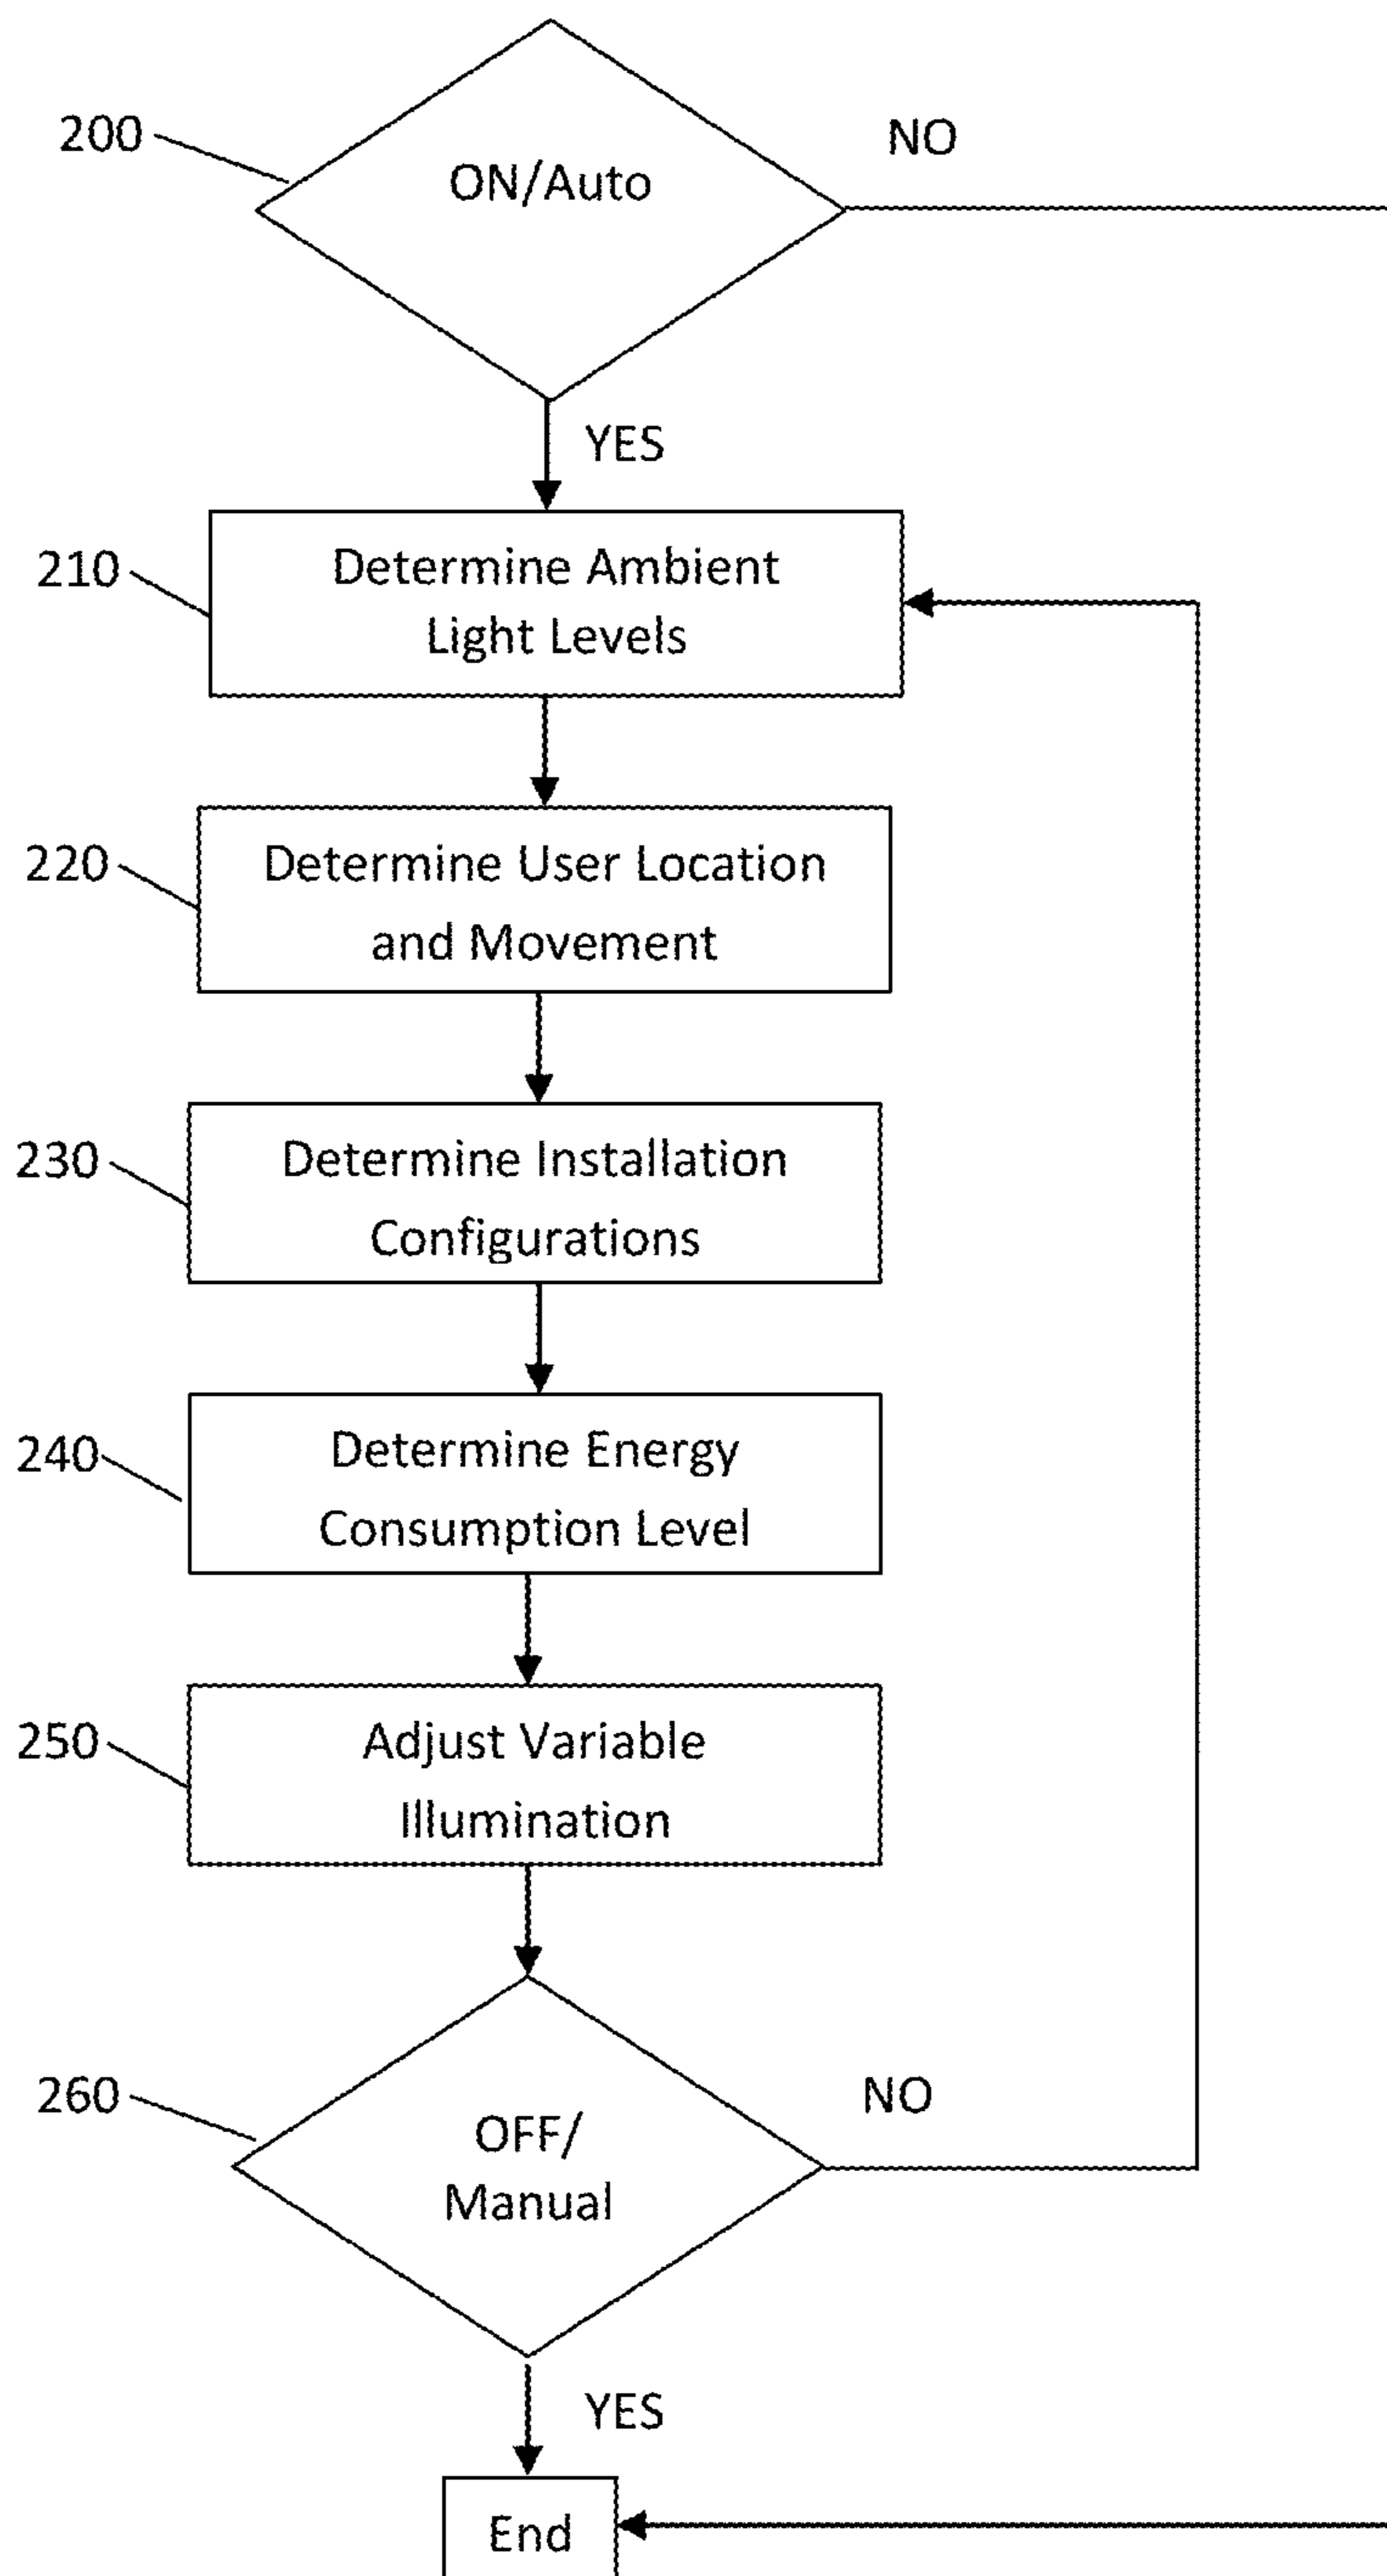 200
ON/Auto
NO
YES
210
Determine Ambient
Light Levels
220
Determine User Location
and Movement
230
Determine Installation
Configurations
240
Determine Energy
Consumption Level
250
Adjust Variable
Illumination
260
OFF/
Manual
NO
YES
End